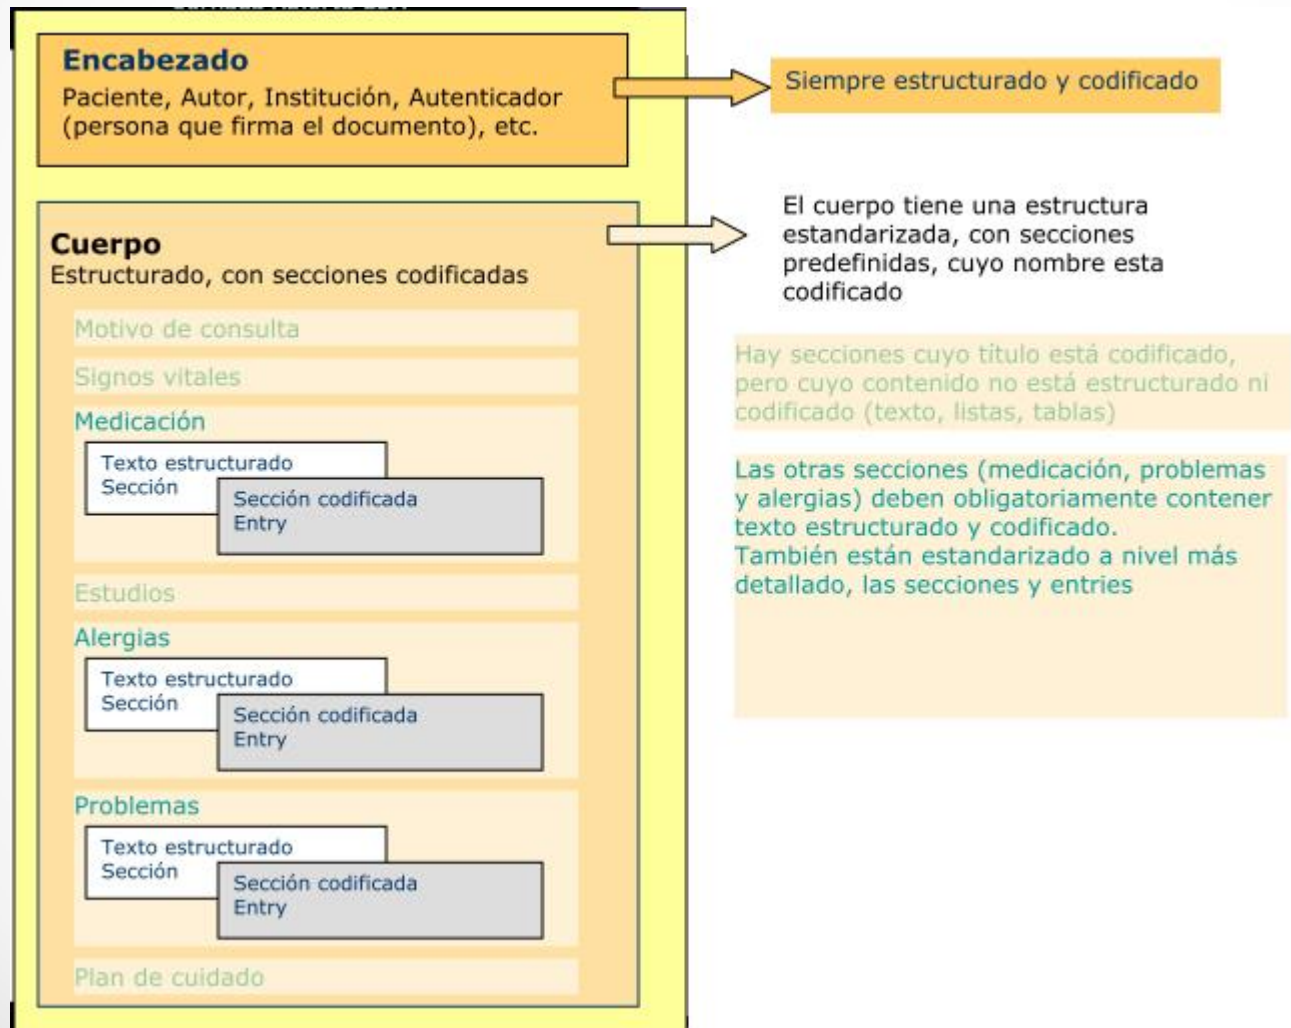 Encabezado
Paciente, Autor, Institución, Autenticador
(persona que firma el documento), etc.
Siempre estructurado y codificado
Cuerpo
Estructurado, con secciones codificadas
El cuerpo tiene una estructura
estandarizada, con secciones
predefinidas, cuyo nombre esta
codificado
Motivo de consulta
Signos vitales
Medicación
Texto estructurado
Sección
Sección codificada
Entry
Estudios
Alergias
Texto estructurado
Sección
Sección codificada
Entry
Problemas
Texto estructurado
Sección
Sección codificada
Entry
Plan de cuidado
Hay secciones cuyo título está codificado,
pero cuyo contenido no está estructurado ni
codificado (texto, listas, tablas)
Las otras secciones (medicación, problemas
y alergias) deben obligatoriamente contener
texto estructurado y codificado.
También están estandarizado a nivel más
detallado, las secciones y entries